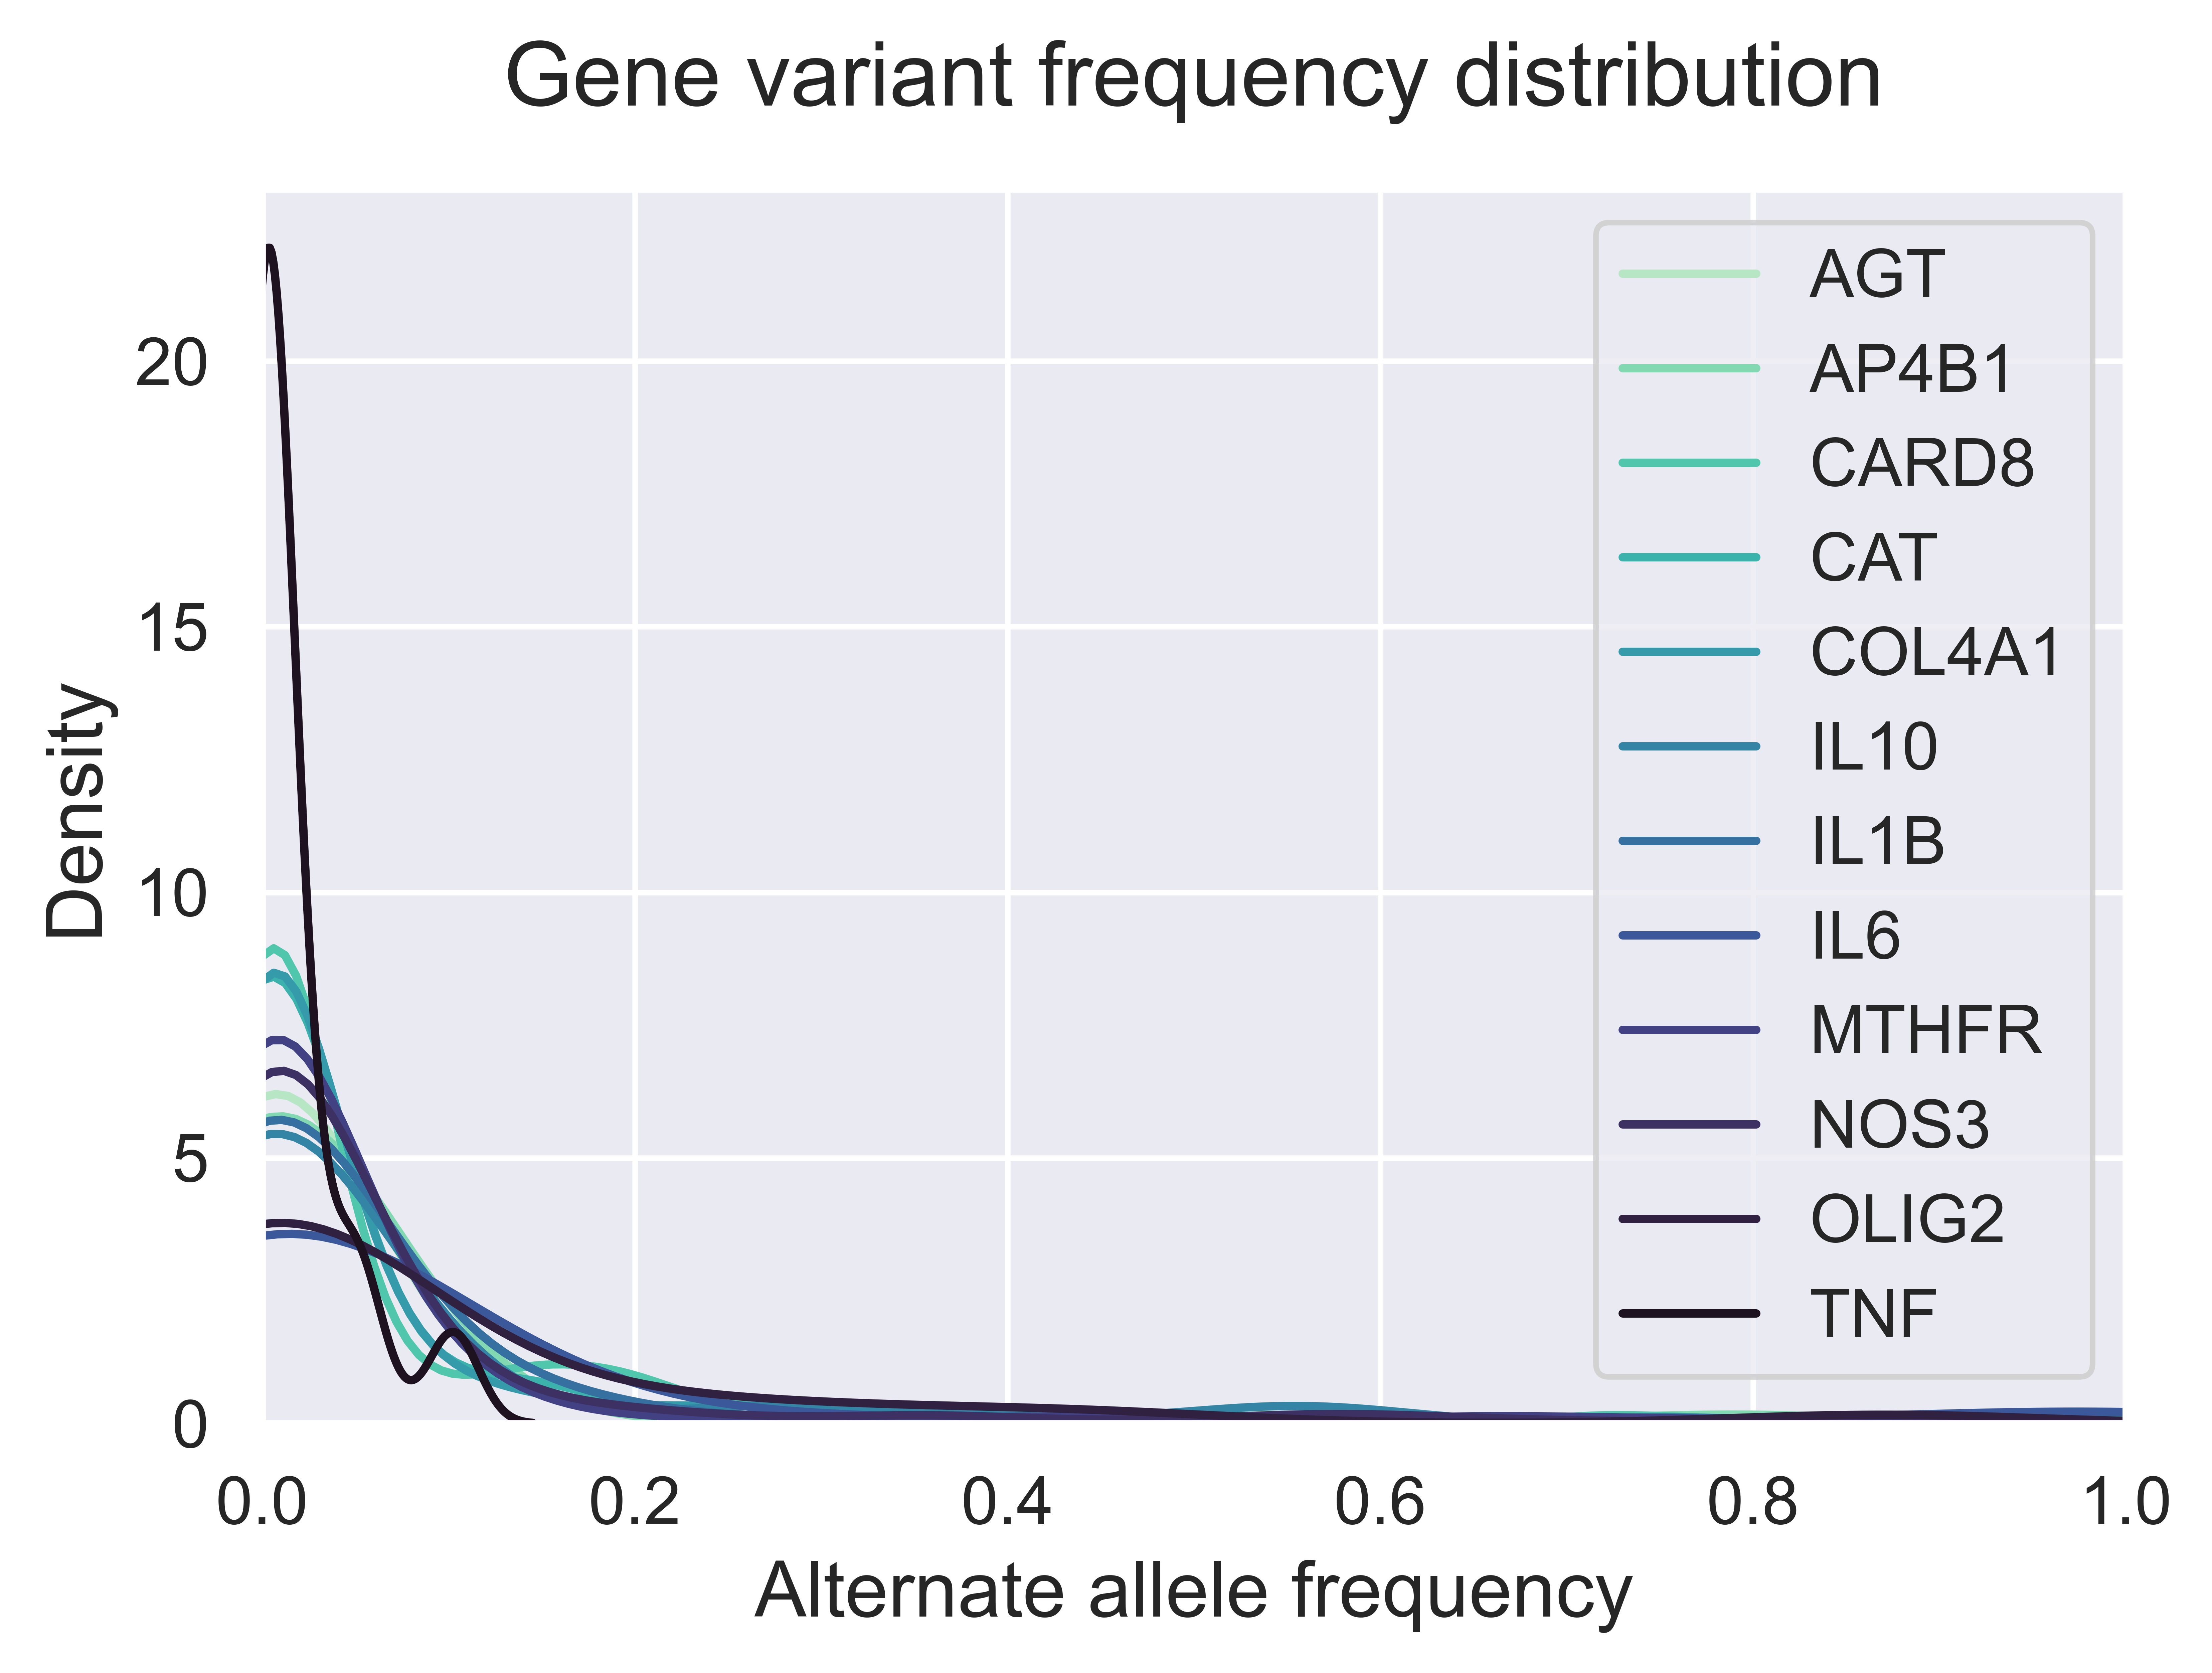 Gene variant frequency distribution
AGT
AP4B1
CARD8
CAT
COL4A1
IL10
IL1B
IL6
MTHFR
NOS3
OLIG2
TNF
Density
20
15
10
5
0
0.0 0.2 0.4 0.6 0.8 1.0
Alternate allele frequency